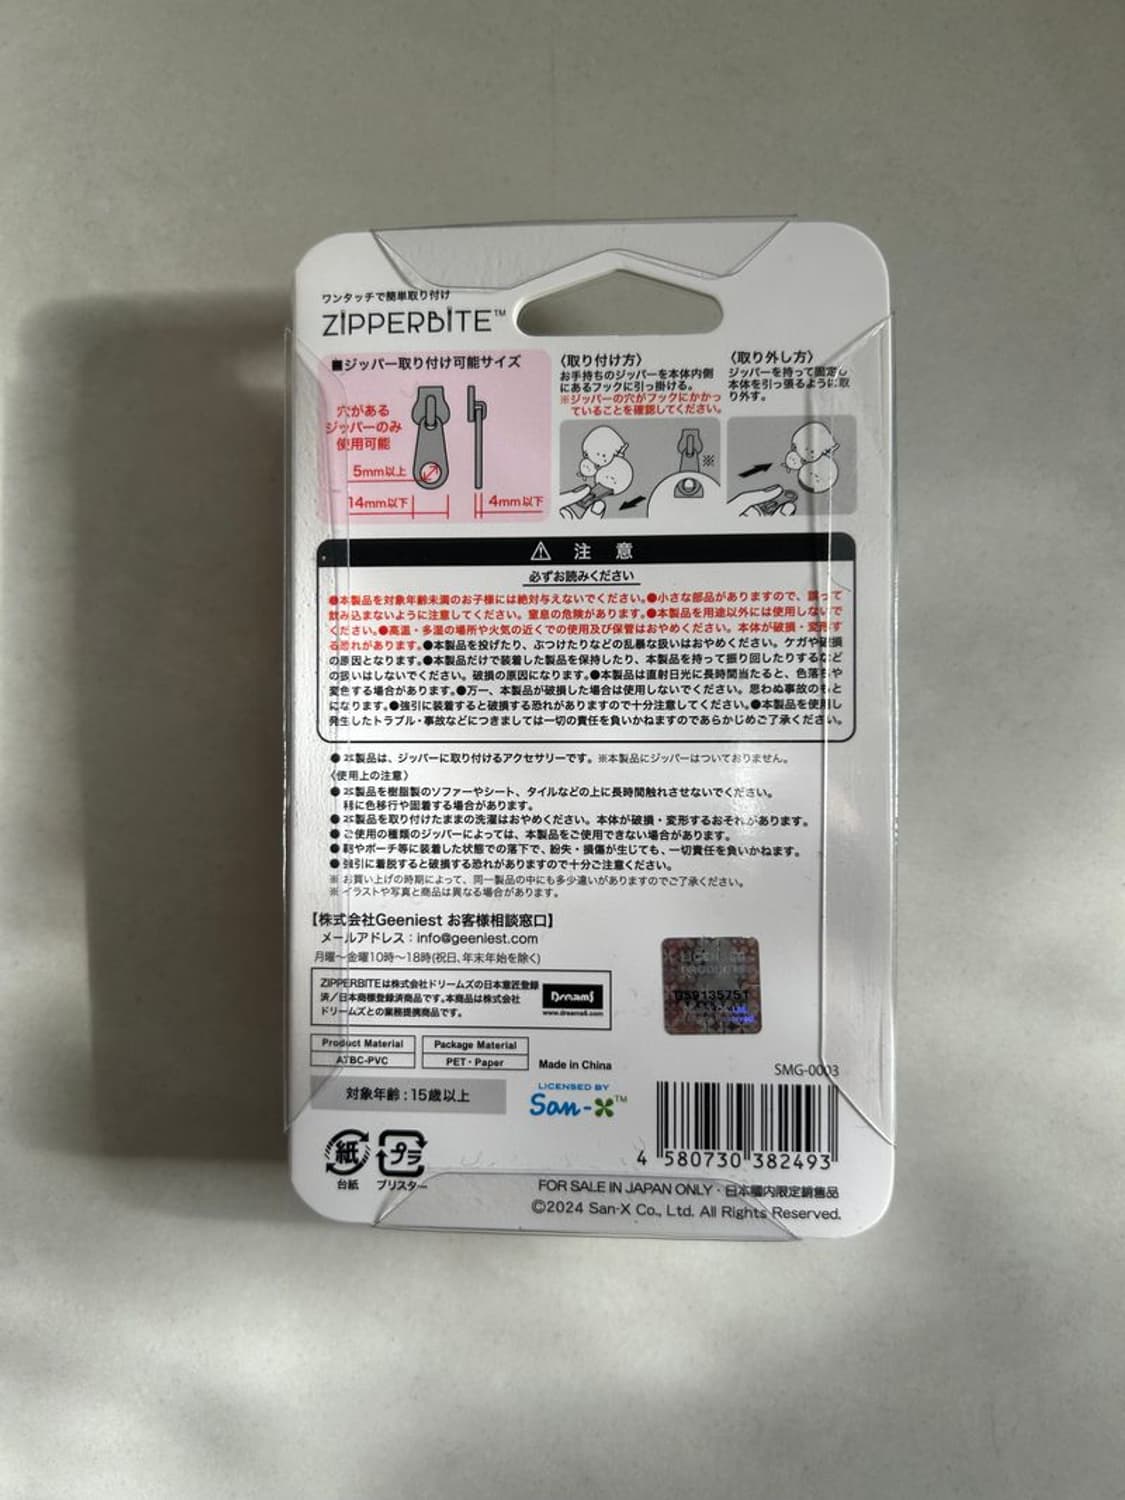 ワンタッチで簡単取り付け
ZIPPERBITE™
■ジッパー取り付け可能サイズ
穴がある
ジッパーのみ
使用可能
5mm以上
14mm以下
4mm以下
〈取り付け方〉
お手持ちのジッパーを本体内側
にあるフックに引っ掛ける。
※ジッパーの穴がフックにかかっ
ていることを確認してください。
※
〈取り外し方〉
ジッパーを持って固定し
本体を引っ張るように取
り外す。
⚠ 注 意
必ずお読みください
●本製品を対象年齢未満のお子様には絶対与えないでください。●小さな部品がありますので、誤って
飲み込まないように注意してください。窒息の危険があります。●本製品を用途以外には使用しないで
ください。●高温・多湿の場所や火気の近くでの使用及び保管はおやめください。本体が破損・変形す
る恐れがあります。●本製品を投げたり、ぶつけたりなどの乱暴な扱いはおやめください。ケガや破損
の原因となります。●本製品だけで装着した製品を保持したり、本製品を持って振り回したりするなど
の扱いはしないでください。破損の原因になります。●本製品は直射日光に長時間当たると、色落ちや
変色する場合があります。●万一、本製品が破損した場合は使用しないでください。思わぬ事故のもと
になります。●強引に装着すると破損する恐れがありますので十分注意してください。●本製品を使用し
発生したトラブル・事故などにつきましては一切の責任を負いかねますのであらかじめご了承ください。
●本製品は、ジッパーに取り付けるアクセサリーです。※本製品にジッパーはついておりません。
〈使用上の注意〉
●本製品を樹脂製のソファーやシート、タイルなどの上に長時間触れさせないでください。
稀に色移行や固着する場合があります。
●本製品を取り付けたままの洗濯はおやめください。本体が破損・変形するおそれがあります。
●ご使用の種類のジッパーによっては、本製品をご使用できない場合があります。
●鞄やポーチ等に装着した状態での落下で、紛失・損傷が生じても、一切責任を負いかねます。
●強引に着脱すると破損する恐れがありますので十分ご注意ください。
※お買い上げの時期によって、同一製品の中にも多少違いがありますのでご了承ください。
※イラストや写真と商品は異なる場合があります。
【株式会社Geeniest お客様相談窓口】
メールアドレス：info@geeniest.com
月曜〜金曜10時〜18時(祝日、年末年始を除く)
ZIPPERBITEは株式会社ドリームズの日本意匠登録
済／日本商標登録済商品です。本商品は株式会社
ドリームズとの業務提携商品です。
Dreams
www.dreams6.com
LICENSED
PRODUCT
059135751
Product Material
ATBC-PVC
Package Material
PET・Paper
Made in China
SMG-0003
対象年齢：15歳以上
LICENSED BY
San-X™
紙
台紙
プラ
ブリスター
4 580730 382493
FOR SALE IN JAPAN ONLY・日本國内限定銷售品
©2024 San-X Co., Ltd. All Rights Reserved.